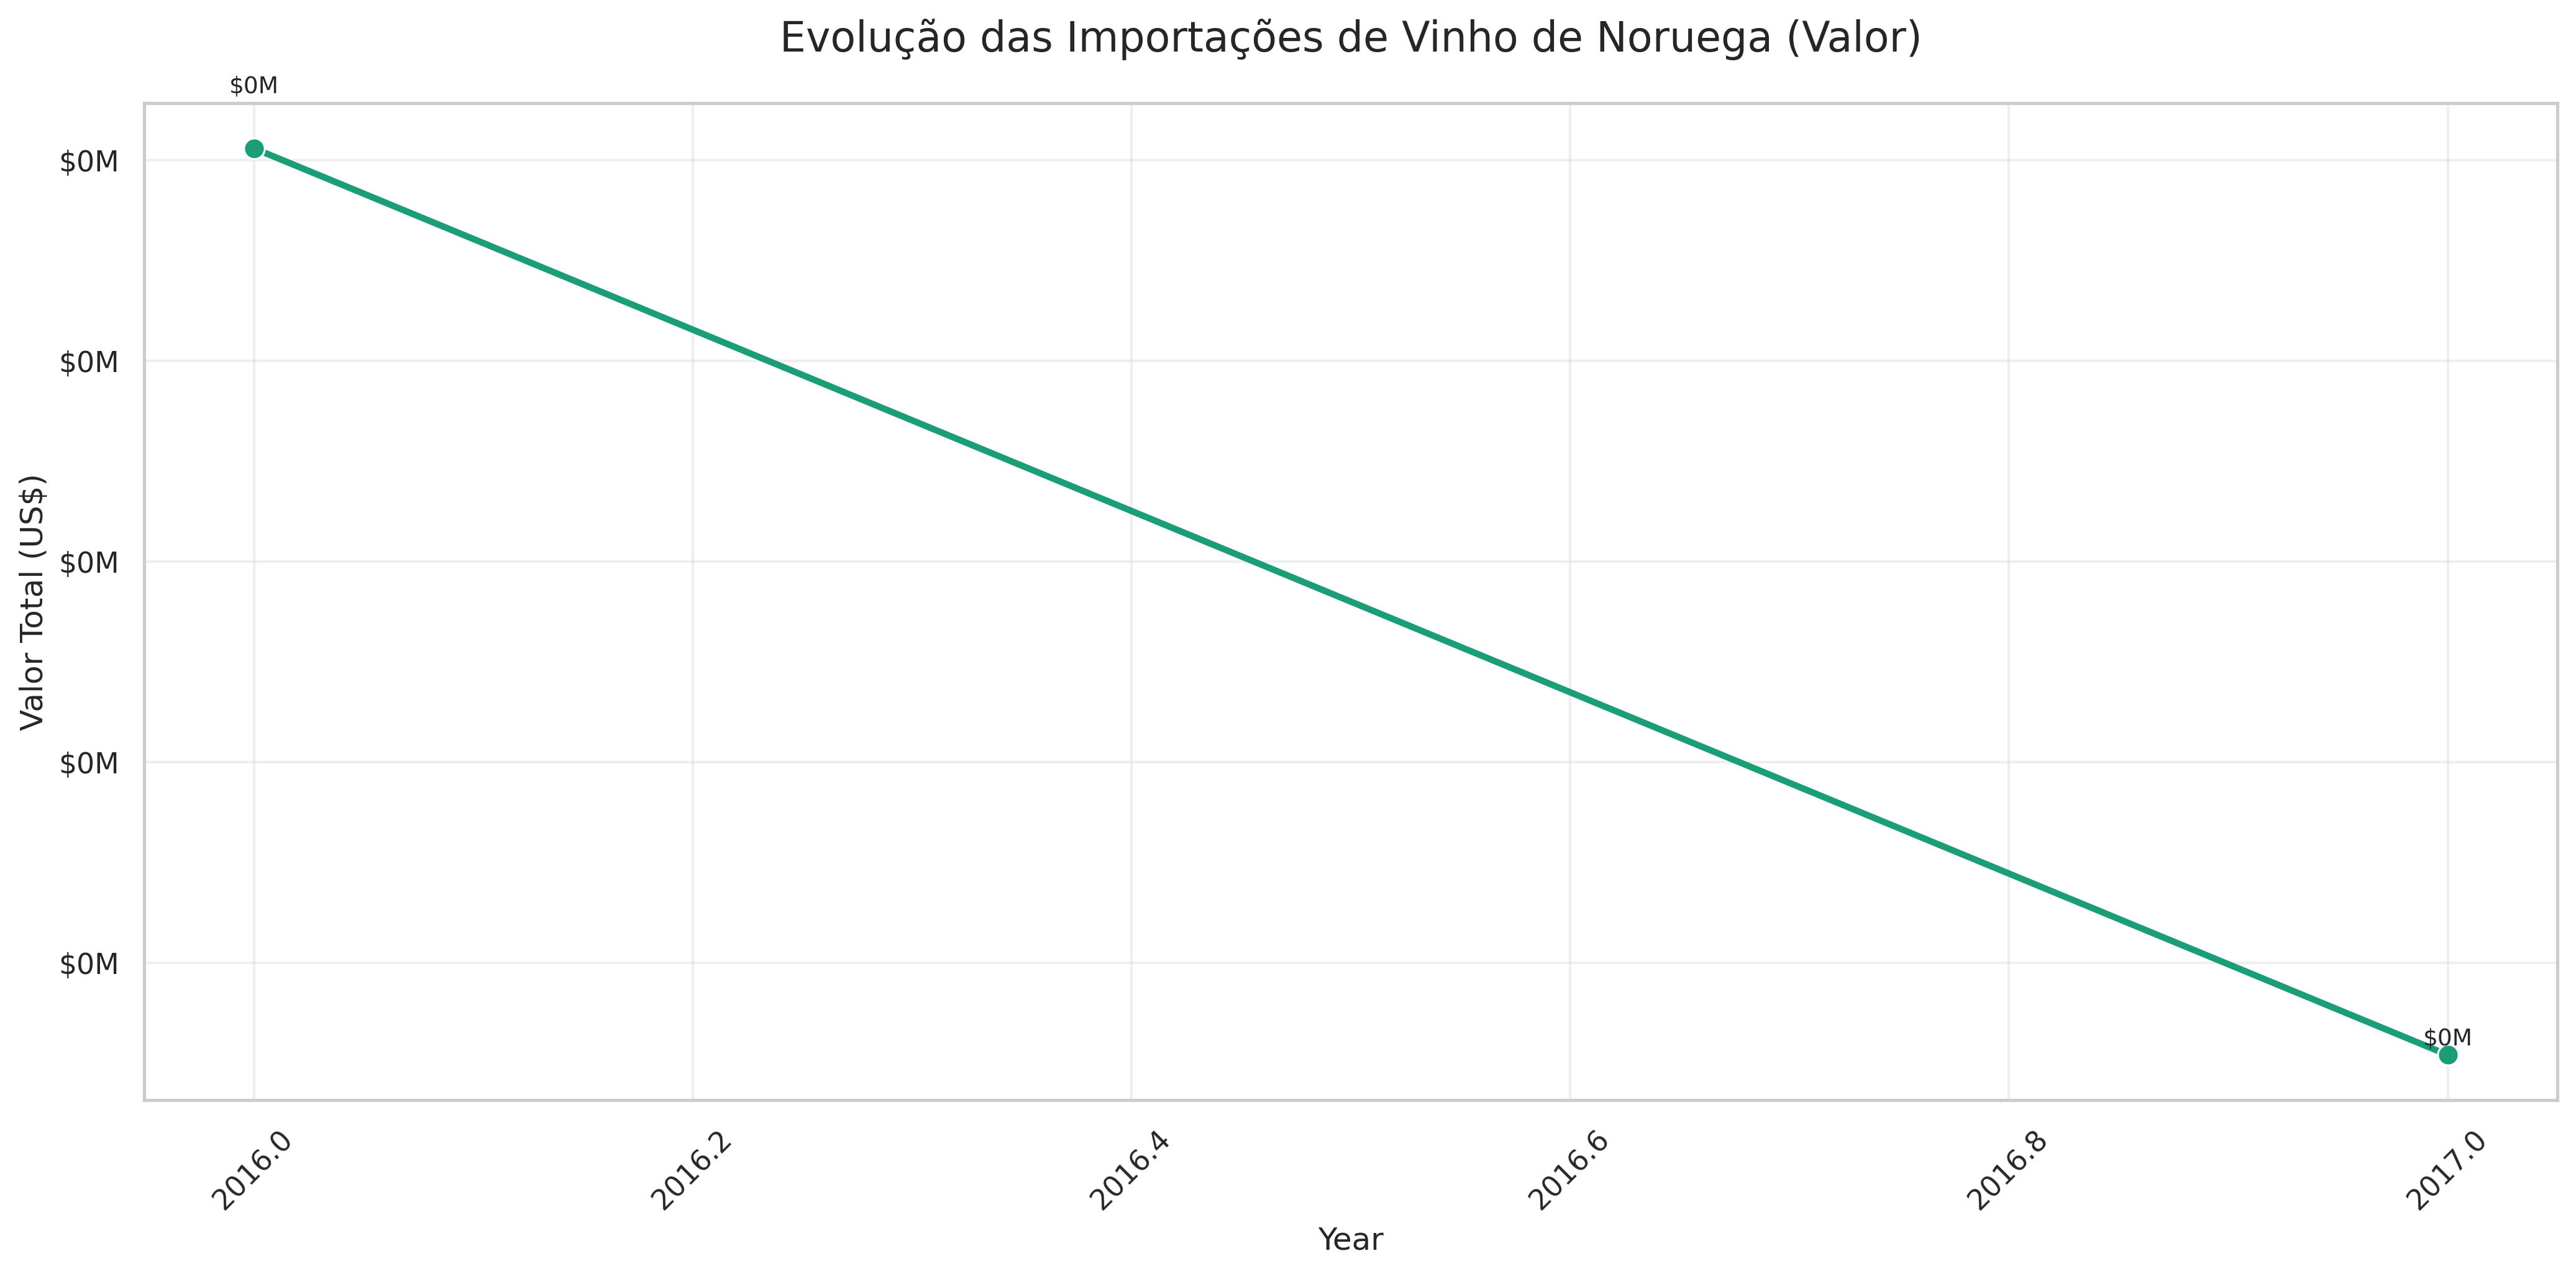 Evolução das Importações de Vinho de Noruega (Valor)
$0M
$0M
$0M
$0M
$0M
$0M
$0M
Valor Total (US$)
2016.0
2016.2
2016.4
2016.6
2016.8
2017.0
Year